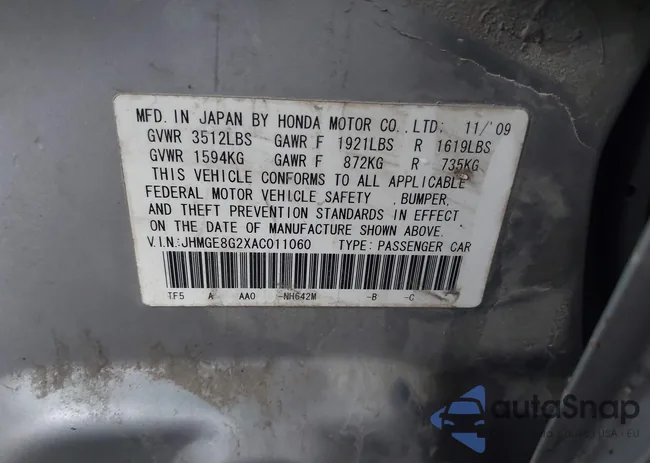 MFD. IN JAPAN BY HONDA MOTOR CO.,LTD: 11/'09
GVWR 3512LBS GAWR F 1921LBS R 1619LBS
GVWR 1594KG GAWR F 872KG R 735KG
THIS VEHICLE CONFORMS TO ALL APPLICABLE
FEDERAL MOTOR VEHICLE SAFETY ,BUMPER,
AND THEFT PREVENTION STANDARDS IN EFFECT
ON THE DATE OF MANUFACTURE SHOWN ABOVE.
V.I.N:JHMGE8G2XAC011060 TYPE: PASSENGER CAR
TF5 A AA0 -NH642M -B -C
autoSnap
USA - EU